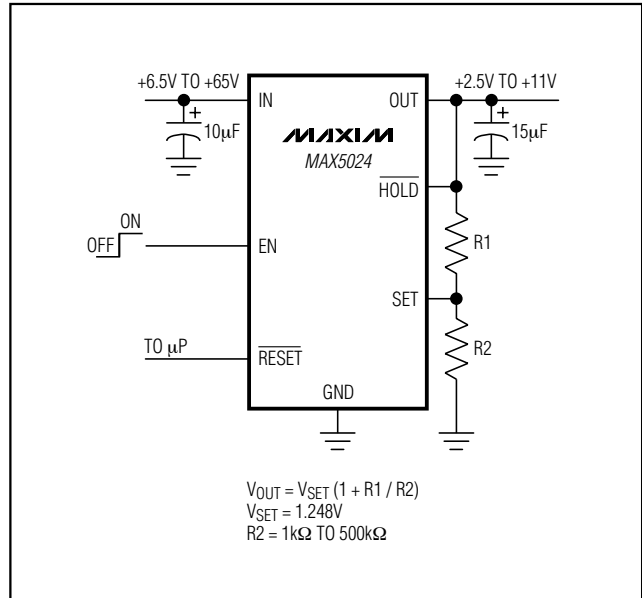 +6.5V TO +65V
+2.5V TO +11V
IN
OUT
+
+
10μF
15μF
MAXIM
MAX5024
HOLD
ON
OFF
EN
R1
SET
TO μP
RESET
R2
GND
VOUT = VSET (1 + R1 / R2)
VSET = 1.248V
R2 = 1kΩ TO 500kΩ